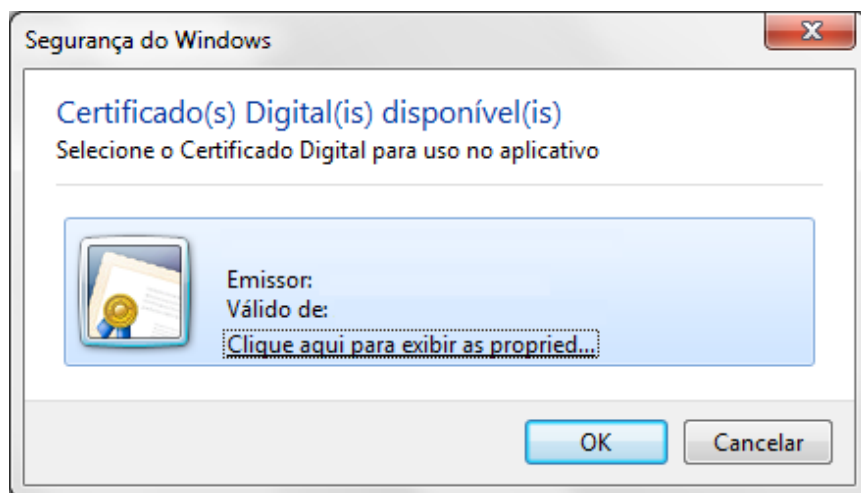 Segurança do Windows
Certificado(s) Digital(is) disponível(is)
Selecione o Certificado Digital para uso no aplicativo
Emissor:
Válido de:
Clique aqui para exibir as propried...
OK
Cancelar